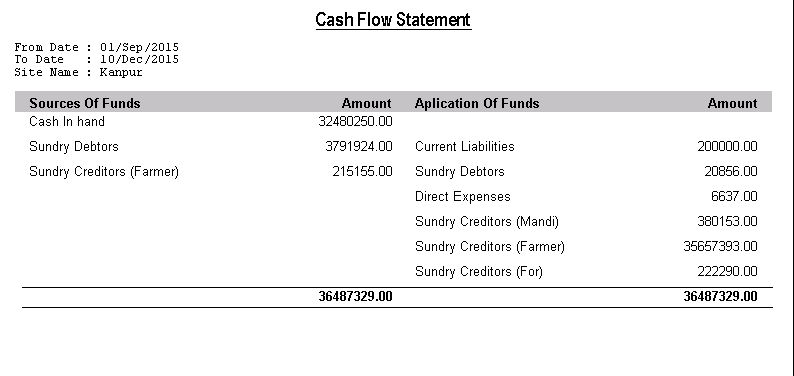 Cash Flow Statement
From Date : 01/Sep/2015
To Date : 10/Dec/2015
Site Name : Kanpur
Sources Of Funds Amount Aplication Of Funds Amount
Cash In hand 32480250.00
Sundry Debtors 3791924.00 Current Liabilities 200000.00
Sundry Creditors (Farmer) 215155.00 Sundry Debtors 20856.00
Direct Expenses 6637.00
Sundry Creditors (Mandi) 380153.00
Sundry Creditors (Farmer) 35657393.00
Sundry Creditors (For) 222290.00
36487329.00 36487329.00